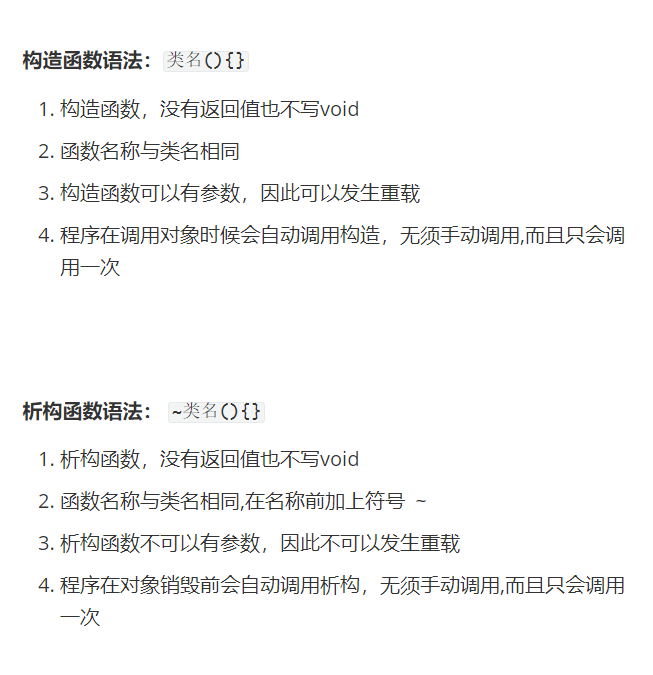 构造函数语法：类名(){}
1. 构造函数，没有返回值也不写void
2. 函数名称与类名相同
3. 构造函数可以有参数，因此可以发生重载
4. 程序在调用对象时候会自动调用构造，无须手动调用,而且只会调
用一次
析构函数语法： ~类名(){}
1. 析构函数，没有返回值也不写void
2. 函数名称与类名相同,在名称前加上符号 ~
3. 析构函数不可以有参数，因此不可以发生重载
4. 程序在对象销毁前会自动调用析构，无须手动调用,而且只会调用
一次